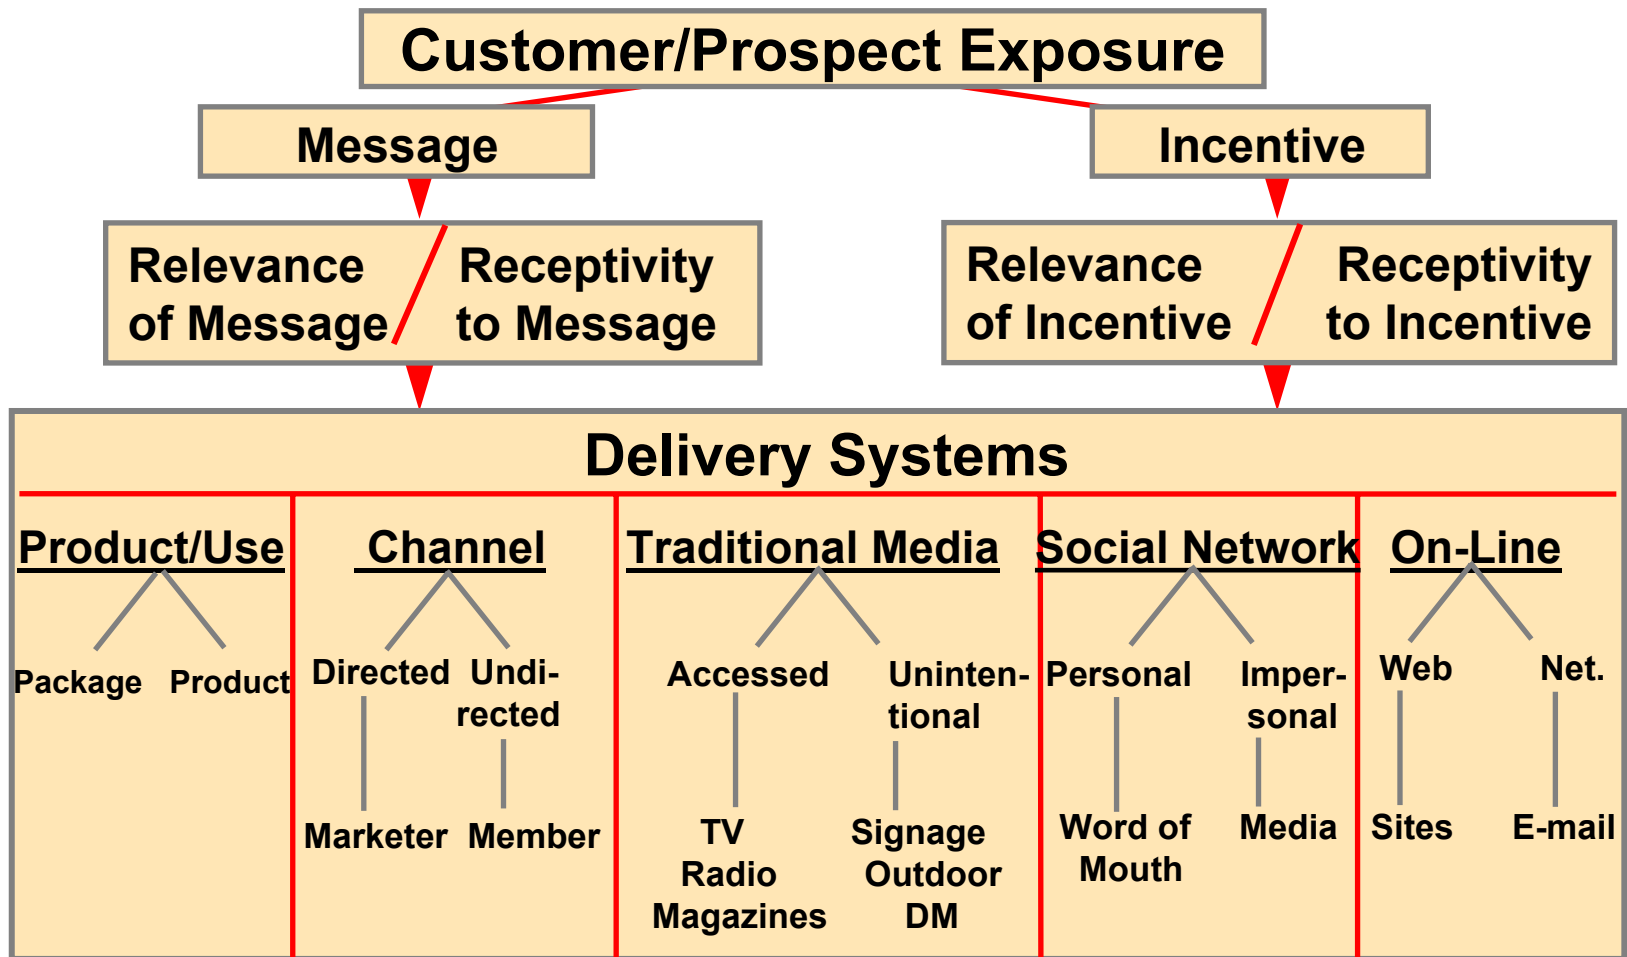 Customer/Prospect Exposure
Message
Incentive
Relevance
of Message
Receptivity
to Message
Relevance
of Incentive
Receptivity
to Incentive
Delivery Systems
Product/Use
Package
Product
Channel
Directed
Undi-
rected
Marketer
Member
Traditional Media
Accessed
Uninten-
tional
TV
Radio
Magazines
Signage
Outdoor
DM
Social Network
Personal
Imper-
sonal
Word of
Mouth
Media
On-Line
Web
Net.
Sites
E-mail